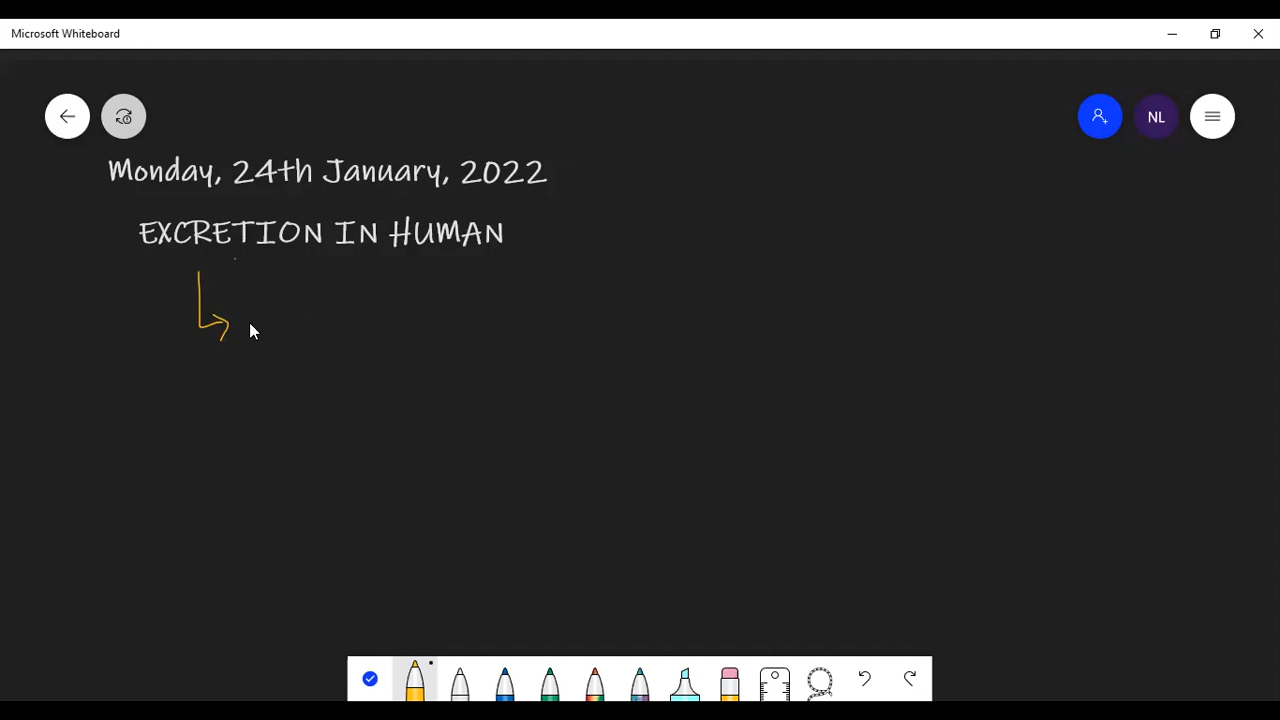 Microsoft Whiteboard
NL
Monday, 24th January, 2022
EXCRETION IN HUMAN